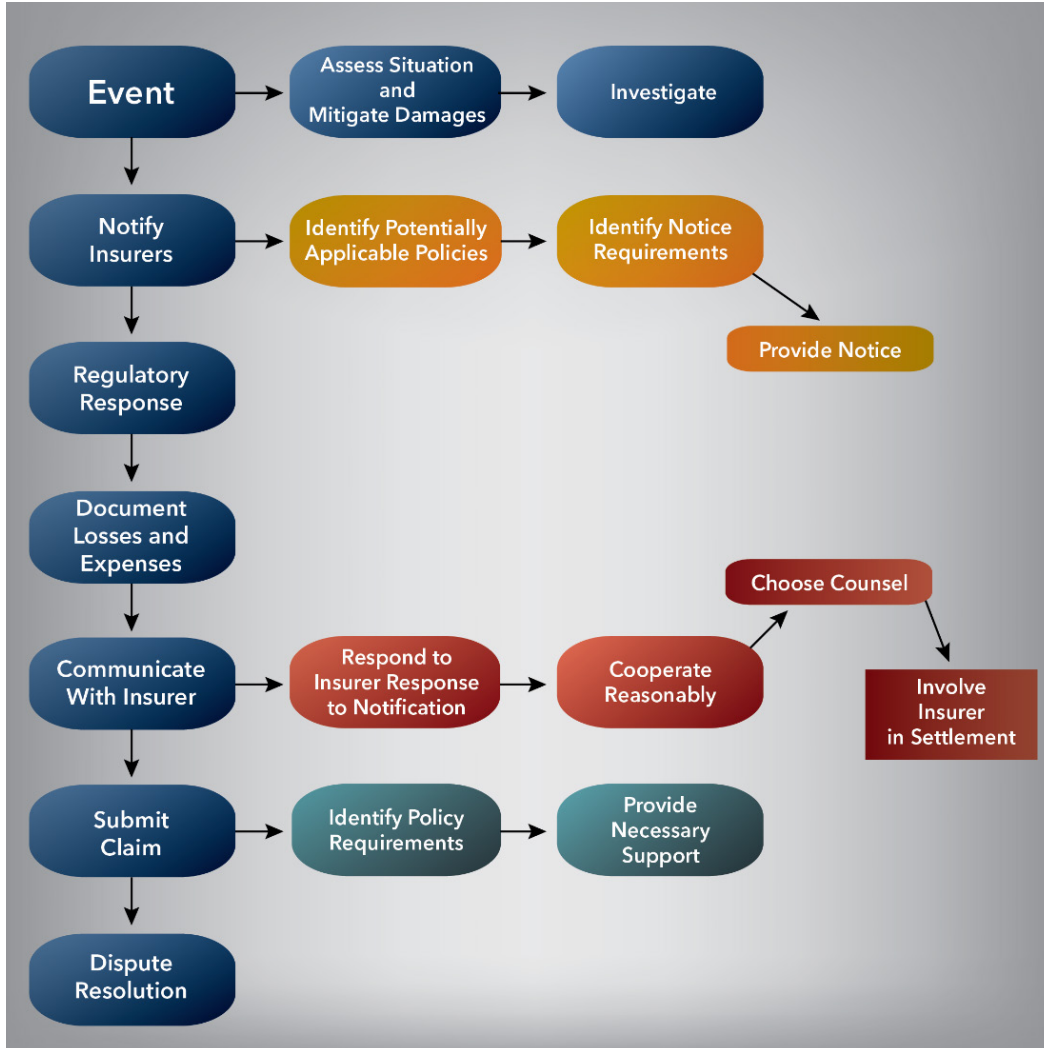 Event
Assess Situation
and
Mitigate Damages
Investigate
Notify
Insurers
Identify Potentially
Applicable Policies
Identify Notice
Requirements
Provide Notice
Regulatory
Response
Document
Losses and
Expenses
Choose Counsel
Communicate
With Insurer
Respond to
Insurer Response
to Notification
Cooperate
Reasonably
Involve
Insurer
in Settlement
Submit
Claim
Identify Policy
Requirements
Provide
Necessary
Support
Dispute
Resolution